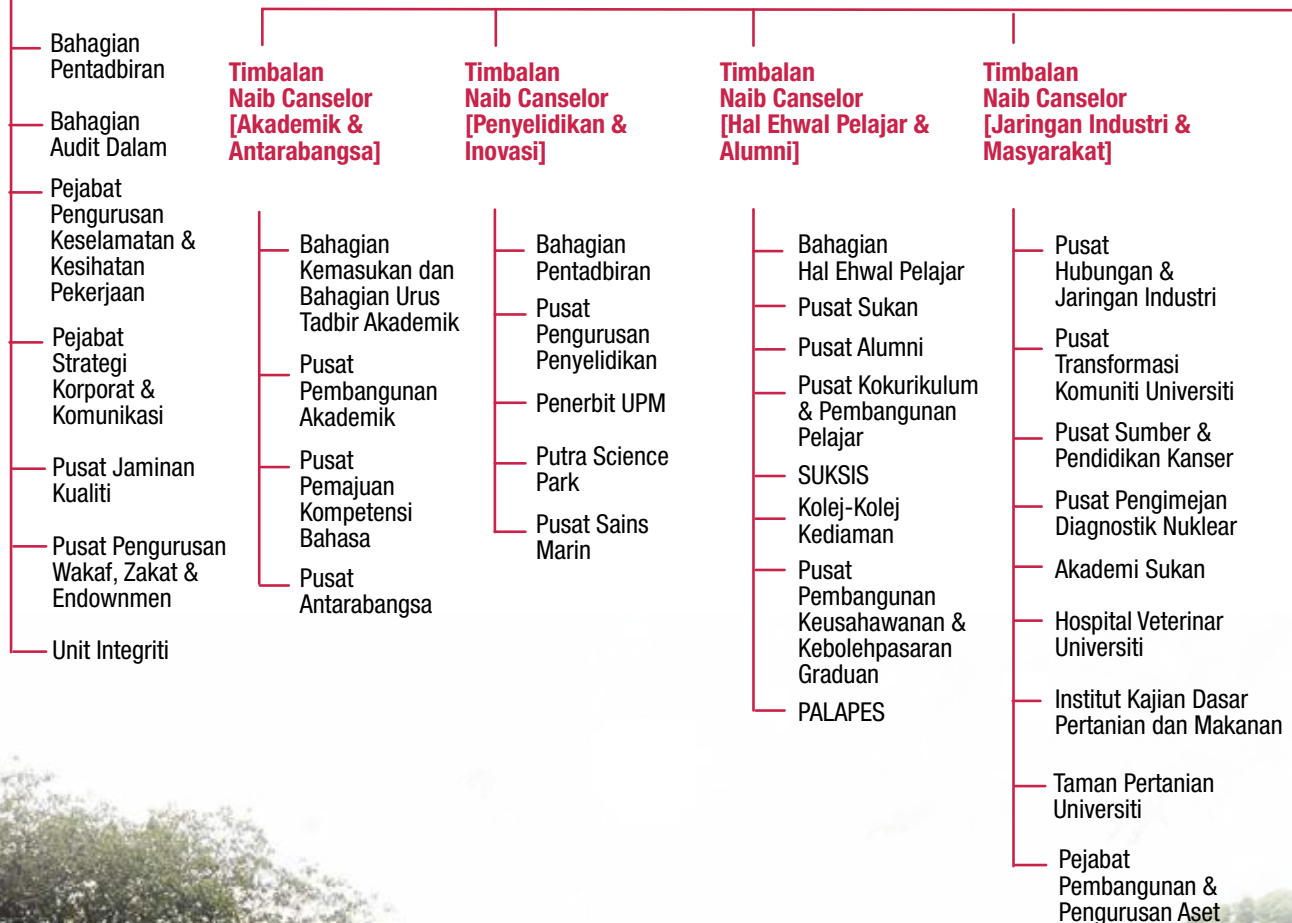 Bahagian
Pentadbiran
Bahagian
Audit Dalam
Pejabat
Pengurusan
Keselamatan &
Kesihatan
Pekerjaan
Pejabat
Strategi
Korporat &
Komunikasi
Pusat Jaminan
Kualiti
Pusat Pengurusan
Wakaf, Zakat &
Endownmen
Unit Integriti
Timbalan
Naib Canselor
[Akademik &
Antarabangsa]
Bahagian
Kemasukan dan
Bahagian Urus
Tadbir Akademik
Pusat
Pembangunan
Akademik
Pusat
Pemajuan
Kompetensi
Bahasa
Pusat
Antarabangsa
Timbalan
Naib Canselor
[Penyelidikan &
Inovasi]
Bahagian
Pentadbiran
Pusat
Pengurusan
Penyelidikan
Penerbit UPM
Putra Science
Park
Pusat Sains
Marin
Timbalan
Naib Canselor
[Hal Ehwal Pelajar &
Alumni]
Bahagian
Hal Ehwal Pelajar
Pusat Sukan
Pusat Alumni
Pusat Kokurikulum
& Pembangunan
Pelajar
SUKSIS
Kolej-Kolej
Kediaman
Pusat
Pembangunan
Keusahawanan &
Kebolehpasaran
Graduan
PALAPES
Timbalan
Naib Canselor
[Jaringan Industri &
Masyarakat]
Pusat
Hubungan &
Jaringan Industri
Pusat
Transformasi
Komuniti Universiti
Pusat Sumber &
Pendidikan Kanser
Pusat Pengimejan
Diagnostik Nuklear
Akademi Sukan
Hospital Veterinar
Universiti
Institut Kajian Dasar
Pertanian dan Makanan
Taman Pertanian
Universiti
Pejabat
Pembangunan &
Pengurusan Aset